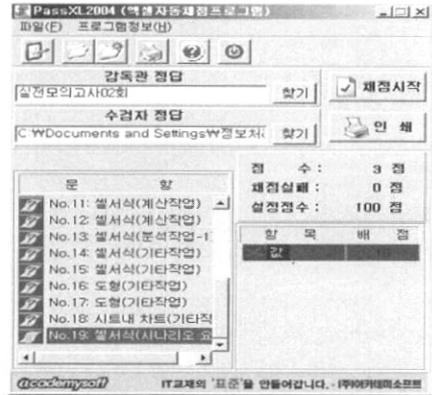 PassXL2004 (엑셀자동채점프로그램)
파일(F) 프로그램정보(H)
감독관 정답
실전모의고사02회
찾기
채점시작
수검자 정답
C:₩Documents and Settings₩정보처
찾기
인 쇄
점 수 : 3 점
채점실패 : 0 점
설정점수 : 100 점
문 항
No.11: 셀서식(계산작업)
No.12: 셀서식(계산작업)
No.13: 셀서식(분석작업-1
No.14: 셀서식(기타작업)
No.15: 셀서식(기타작업)
No.16: 도형(기타작업)
No.17: 도형(기타작업)
No.18: 시트내 차트(기타작
No.19: 셀서식(시나리오 요
항 목 배 점
값
academysoft
IT교재의 '표준'을 만들어갑니다. - (주)아카데미소프트